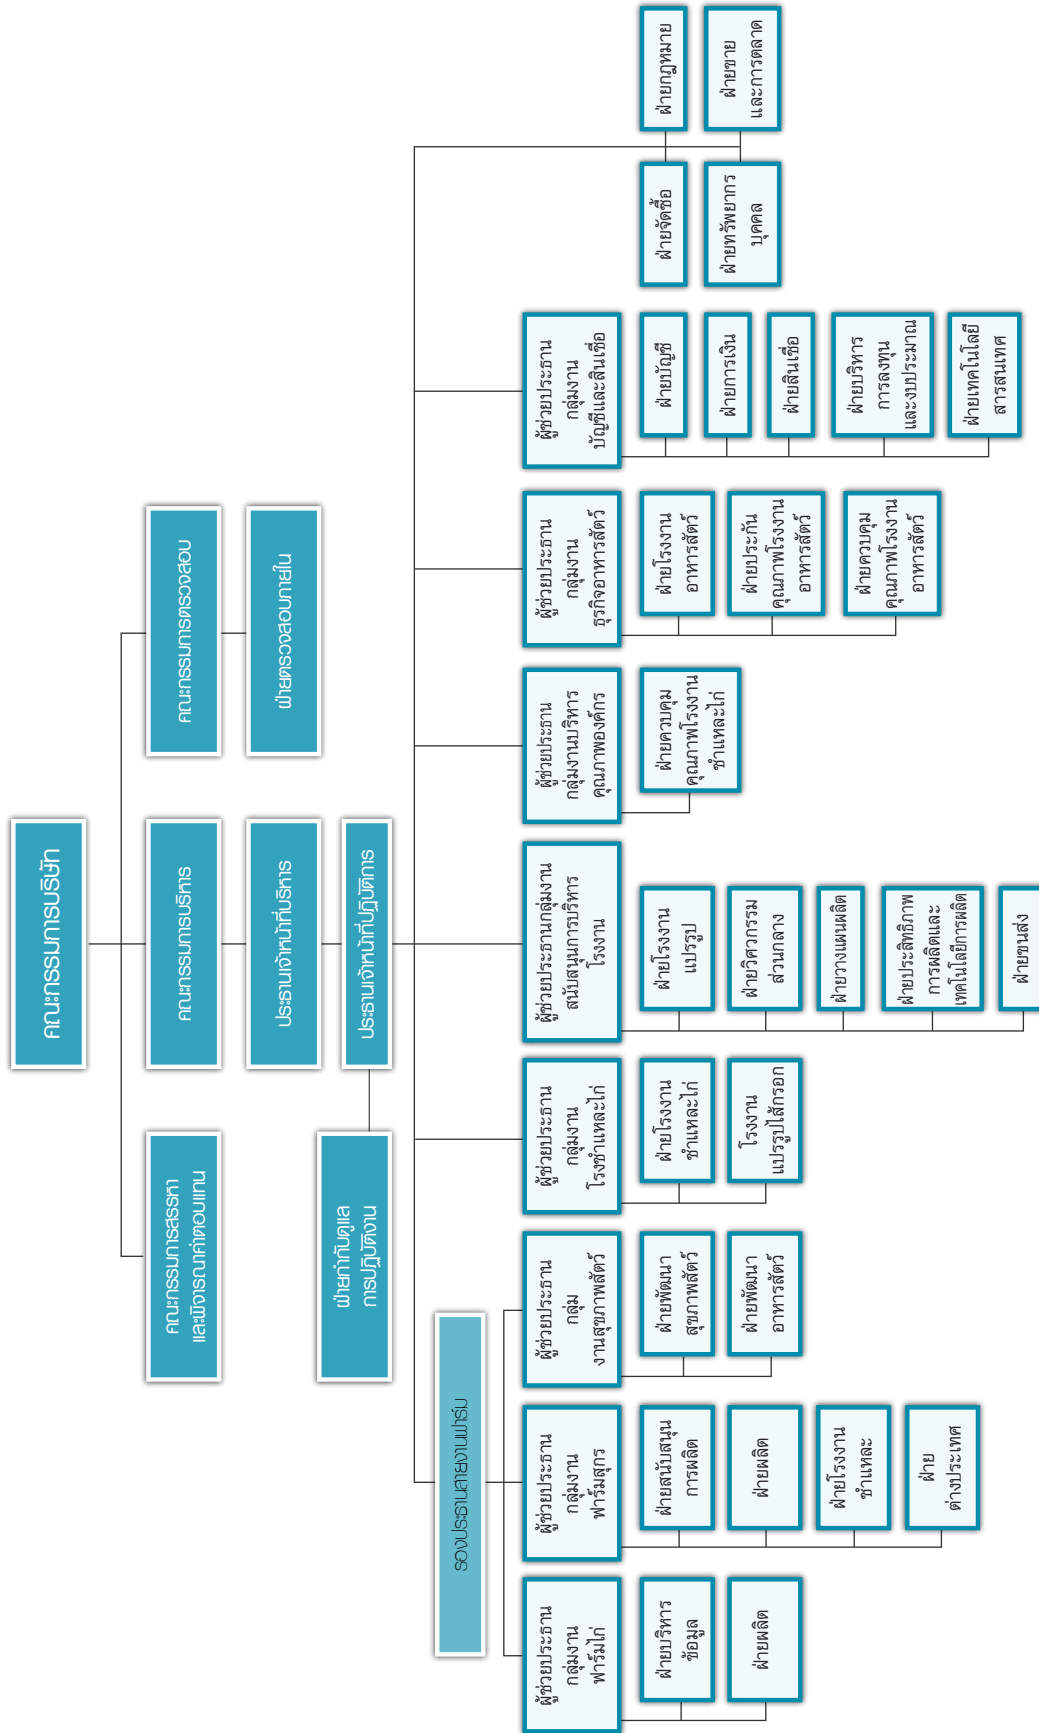 คณะกรรมการบริษัท
คณะกรรมการสรรหา
และพิจารณาค่าตอบแทน
คณะกรรมการบริหาร
คณะกรรมการตรวจสอบ
ประธานเจ้าหน้าที่บริหาร
ฝ่ายตรวจสอบภายใน
ฝ่ายกำกับดูแล
การปฏิบัติงาน
ประธานเจ้าหน้าที่ปฏิบัติการ
รองประธานสายงานฟาร์ม
ผู้ช่วยประธาน
กลุ่มงาน
ฟาร์มไก่
ฝ่ายบริหาร
ข้อมูล
ฝ่ายผลิต
ผู้ช่วยประธาน
กลุ่มงาน
ฟาร์มสุกร
ฝ่ายสนับสนุน
การผลิต
ฝ่ายผลิต
ฝ่ายโรงงาน
ชำแหละ
ฝ่าย
ต่างประเทศ
ผู้ช่วยประธาน
กลุ่ม
งานสุขภาพสัตว์
ฝ่ายพัฒนา
สุขภาพสัตว์
ฝ่ายพัฒนา
อาหารสัตว์
ผู้ช่วยประธาน
กลุ่มงาน
โรงชำแหละไก่
ฝ่ายโรงงาน
ชำแหละไก่
โรงงาน
แปรรูปไส้กรอก
ผู้ช่วยประธานกลุ่มงาน
สนับสนุนการบริหาร
โรงงาน
ฝ่ายโรงงาน
แปรรูป
ฝ่ายวิศวกรรม
ส่วนกลาง
ฝ่ายวางแผนผลิต
ฝ่ายประสิทธิภาพ
การผลิตและ
เทคโนโลยีการผลิต
ฝ่ายขนส่ง
ผู้ช่วยประธาน
กลุ่มงานบริหาร
คุณภาพองค์กร
ฝ่ายควบคุม
คุณภาพโรงงาน
ชำแหละไก่
ผู้ช่วยประธาน
กลุ่มงาน
ธุรกิจอาหารสัตว์
ฝ่ายโรงงาน
อาหารสัตว์
ฝ่ายประกัน
คุณภาพโรงงาน
อาหารสัตว์
ฝ่ายควบคุม
คุณภาพโรงงาน
อาหารสัตว์
ผู้ช่วยประธาน
กลุ่มงาน
บัญชีและสินเชื่อ
ฝ่ายบัญชี
ฝ่ายการเงิน
ฝ่ายสินเชื่อ
ฝ่ายบริหาร
การลงทุน
และงบประมาณ
ฝ่ายเทคโนโลยี
สารสนเทศ
ฝ่ายจัดซื้อ
ฝ่ายกฎหมาย
ฝ่ายทรัพยากร
บุคคล
ฝ่ายขาย
และการตลาด